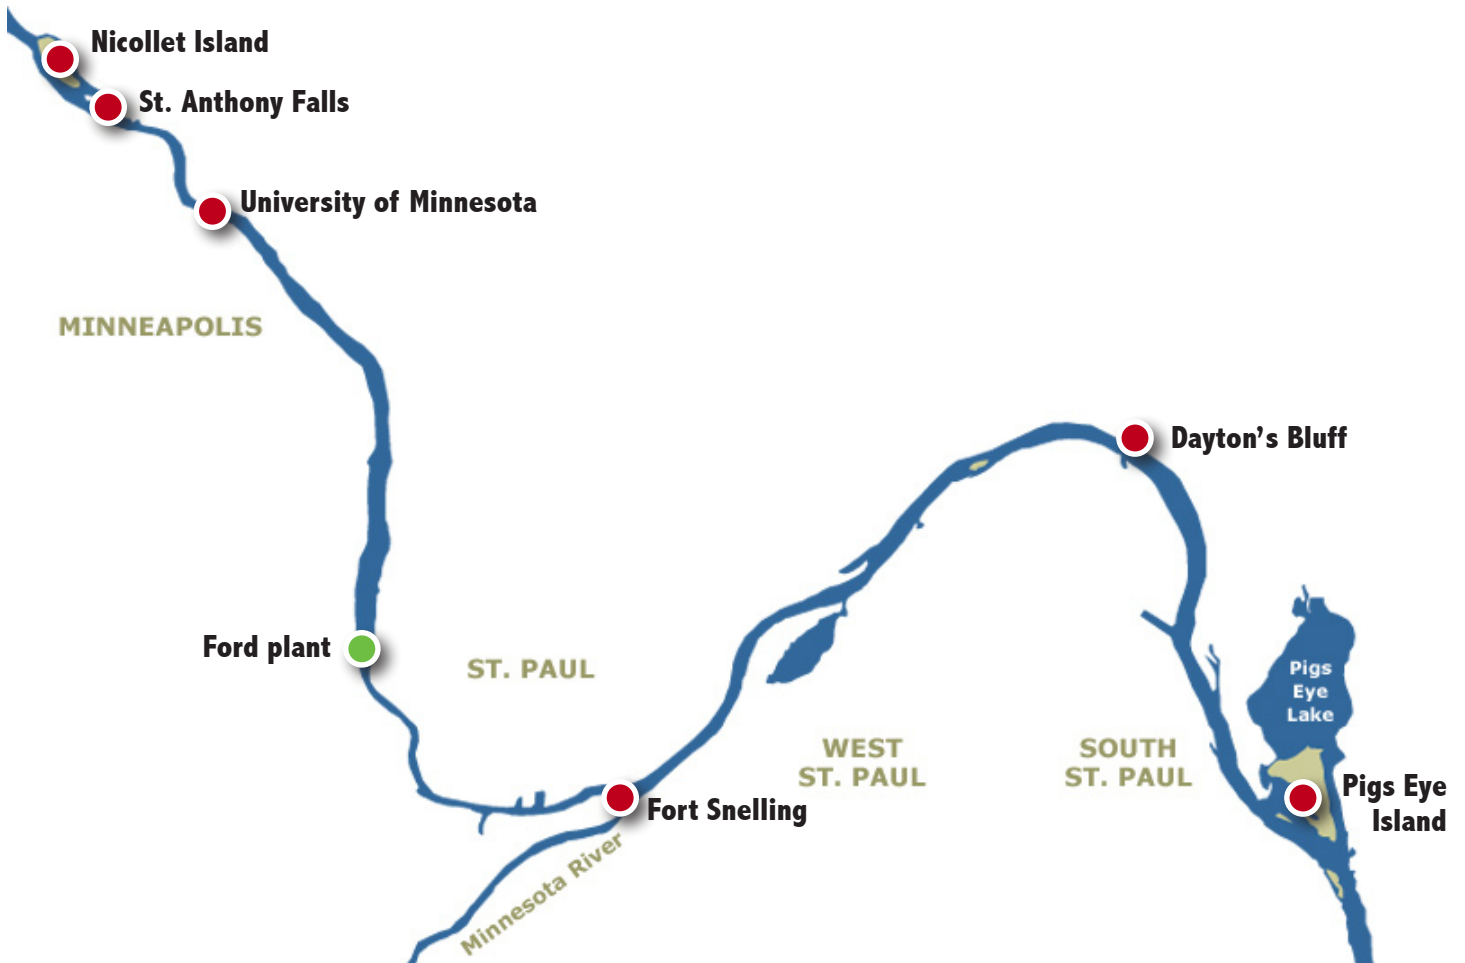 Nicollet Island
St. Anthony Falls
University of Minnesota
MINNEAPOLIS
Dayton’s Bluff
Ford plant
ST. PAUL
Pigs
Eye
Lake
WEST
ST. PAUL
SOUTH
ST. PAUL
Pigs Eye
Island
Fort Snelling
Minnesota River